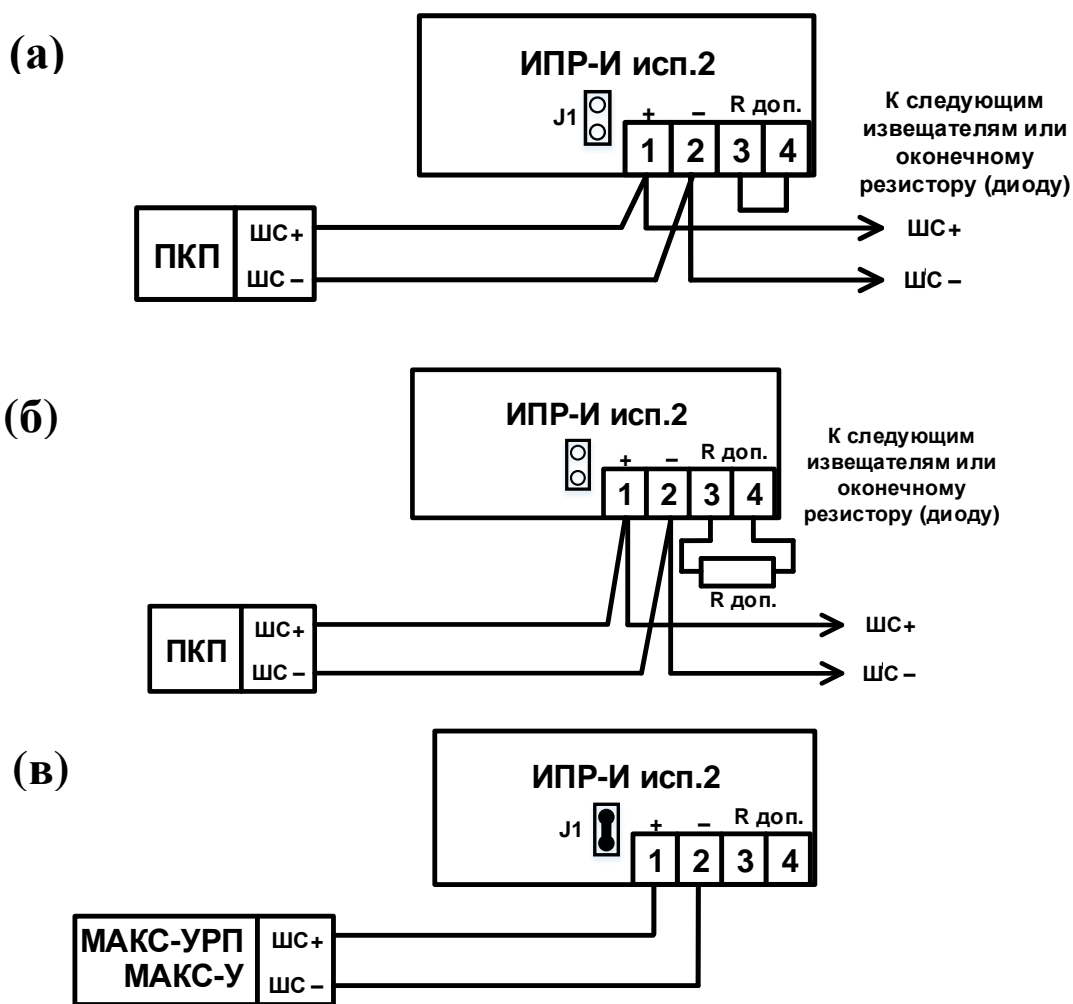 (а)
ИПР-И исп.2
J1
+ – R доп.
1 2 3 4
К следующим
извещателям или
оконечному
резистору (диоду)
ПКП
ШС+
ШС –
ШС+
ШС –
(б)
ИПР-И исп.2
+ – R доп.
1 2 3 4
К следующим
извещателям или
оконечному
резистору (диоду)
R доп.
ПКП
ШС+
ШС –
ШС+
ШС –
(в)
ИПР-И исп.2
J1
+ – R доп.
1 2 3 4
МАКС-УРП
МАКС-У
ШС+
ШС –